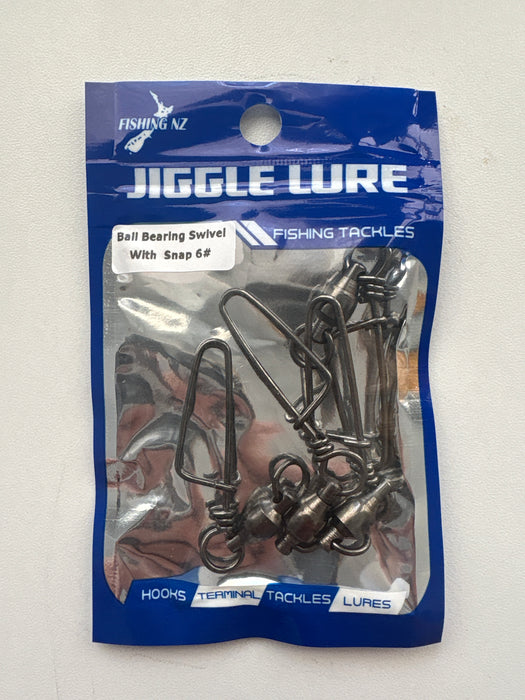 FISHING NZ
JIGGLE LURE
FISHING TACKLES
Ball Bearing Swivel
With Snap 6#
HOOKS TERMINAL TACKLES LURES